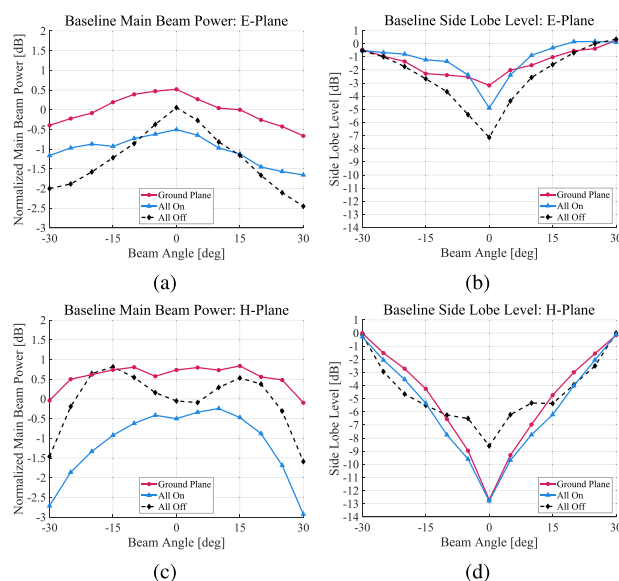 Baseline Main Beam Power: E-Plane
Normalized Main Beam Power [dB]
2
1.5
1
0.5
0
-0.5
-1
-1.5
-2
-2.5
-3
Ground Plane
All On
All Off
-30
-15
0
15
30
Beam Angle [deg]
(a)
Baseline Side Lobe Level: E-Plane
Side Lobe Level [dB]
1
0
-1
-2
-3
-4
-5
-6
-7
-8
-9
-10
-11
-12
-13
-14
Ground Plane
All On
All Off
-30
-15
0
15
30
Beam Angle [deg]
(b)
Baseline Main Beam Power: H-Plane
Normalized Main Beam Power [dB]
2
1.5
1
0.5
0
-0.5
-1
-1.5
-2
-2.5
-3
Ground Plane
All On
All Off
-30
-15
0
15
30
Beam Angle [deg]
(c)
Baseline Side Lobe Level: H-Plane
Side Lobe Level [dB]
1
0
-1
-2
-3
-4
-5
-6
-7
-8
-9
-10
-11
-12
-13
-14
Ground Plane
All On
All Off
-30
-15
0
15
30
Beam Angle [deg]
(d)